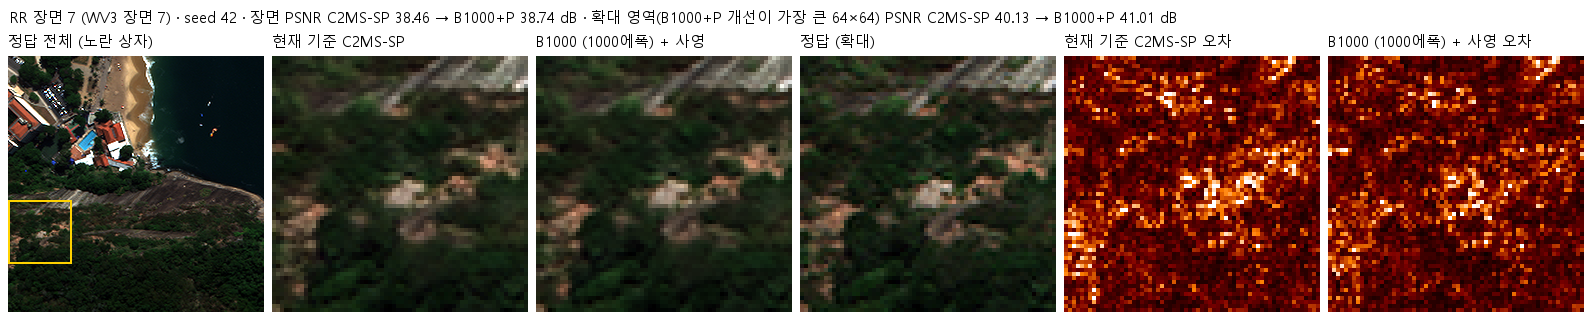 RR 장면 7 (WV3 장면 7) · seed 42 · 장면 PSNR C2MS-SP 38.46 → B1000+P 38.74 dB · 확대 영역(B1000+P 개선이 가장 큰 64×64) PSNR C2MS-SP 40.13 → B1000+P 41.01 dB
정답 전체 (노란 상자)
현재 기준 C2MS-SP
B1000 (1000에폭) + 사영
정답 (확대)
현재 기준 C2MS-SP 오차
B1000 (1000에폭) + 사영 오차